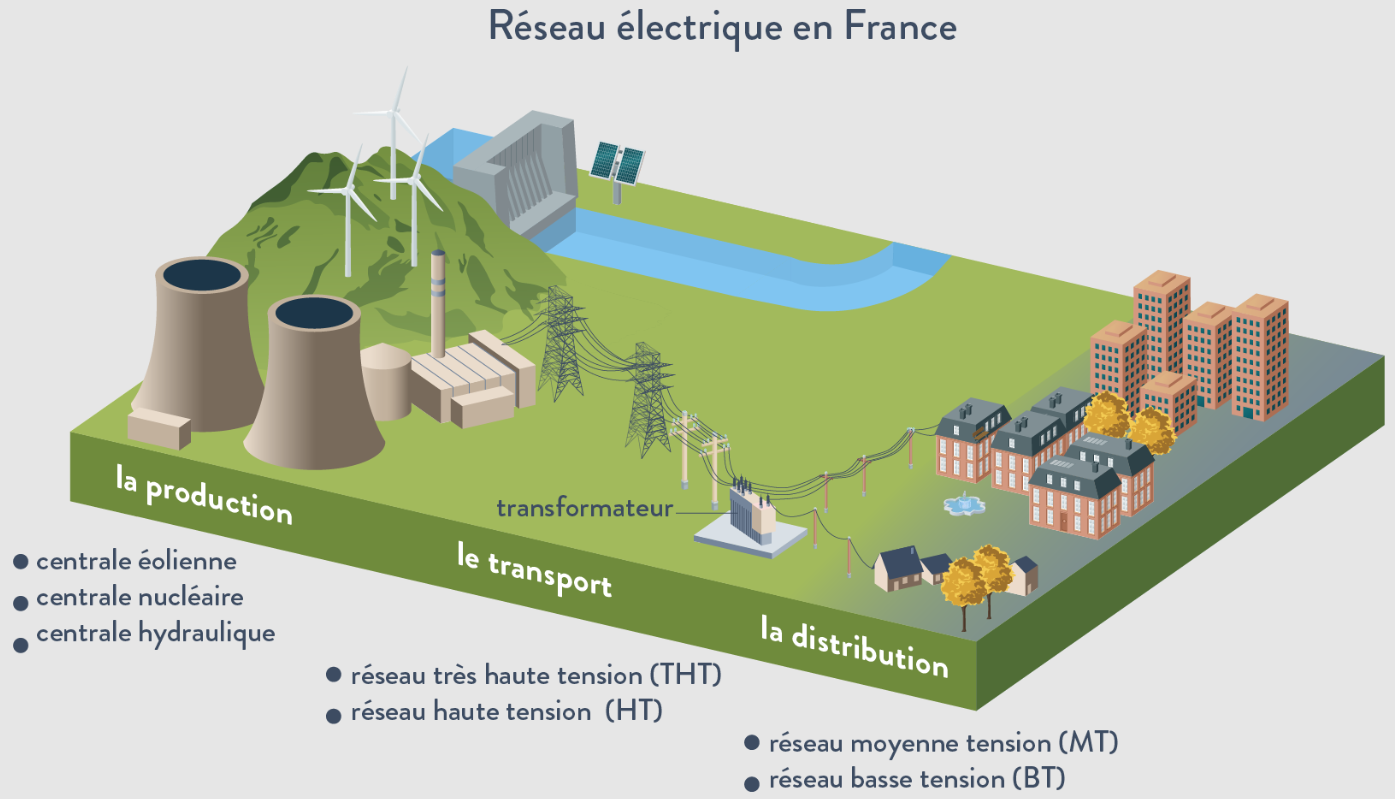 Réseau électrique en France
transformateur
la production
le transport
la distribution
● centrale éolienne
● centrale nucléaire
● centrale hydraulique
● réseau très haute tension (THT)
● réseau haute tension (HT)
● réseau moyenne tension (MT)
● réseau basse tension (BT)